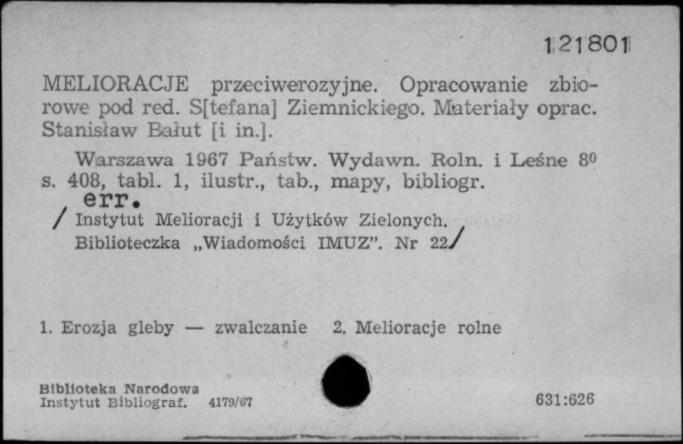 121801
MELIORACJE przeciwerozyjne. Opracowanie zbio-
rowe pod red. S[tefana] Ziemnickiego. Materiały oprac.
Stanisław Bałut [i in.].
Warszawa 1967 Państw. Wydawn. Roln. i Leśne 8⁰
s. 408, tabl. 1, ilustr., tab., mapy, bibliogr.
err.
/ Instytut Melioracji i Użytków Zielonych.
Biblioteczka „Wiadomości IMUZ”. Nr 22/
1. Erozja gleby — zwalczanie 2. Melioracje rolne
Biblioteka Narodowa
Instytut Bibliograf. 4179/67 631:626